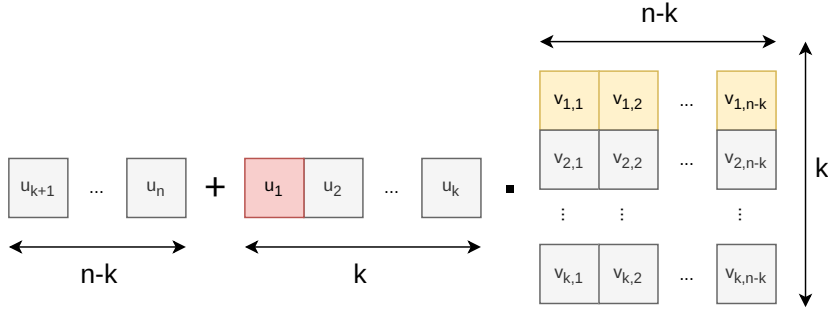 n-k
v1,1 v1,2 ... v1,n-k
uk+1 ... un + u1 u2 ... uk · v2,1 v2,2 ... v2,n-k
k
⋮ ⋮ ⋮
n-k k
vk,1 vk,2 ... vk,n-k